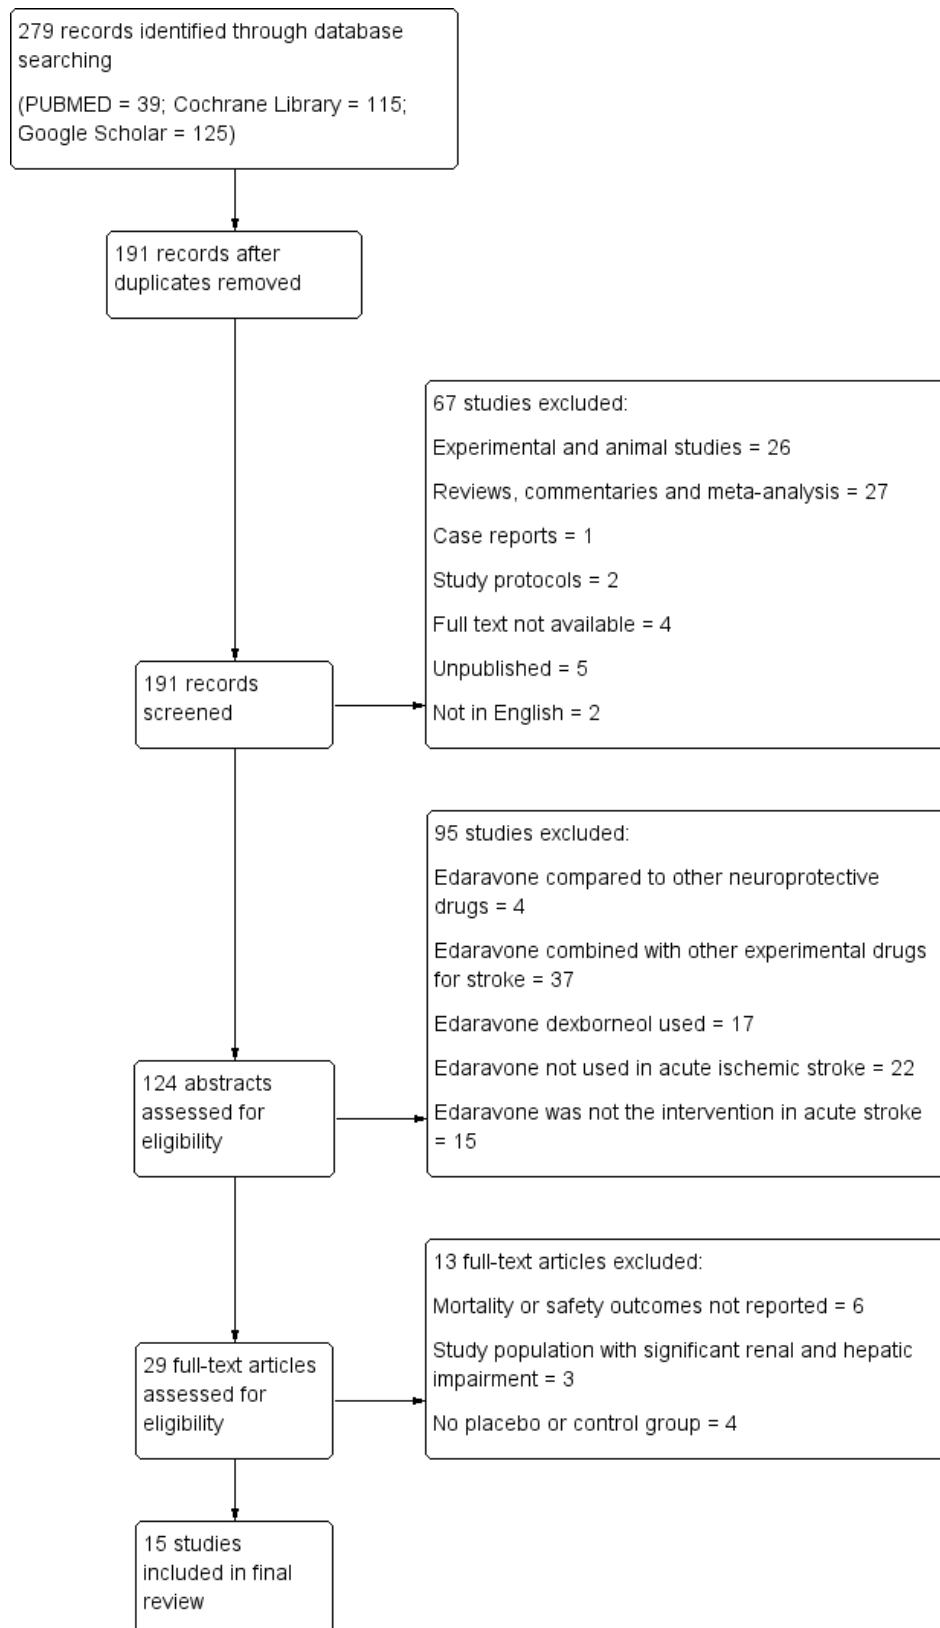 279 records identified through database
searching
(PUBMED = 39; Cochrane Library = 115;
Google Scholar = 125)
191 records after
duplicates removed
67 studies excluded:
Experimental and animal studies = 26
Reviews, commentaries and meta-analysis = 27
Case reports = 1
Study protocols = 2
Full text not available = 4
Unpublished = 5
Not in English = 2
191 records
screened
95 studies excluded:
Edaravone compared to other neuroprotective
drugs = 4
Edaravone combined with other experimental drugs
for stroke = 37
Edaravone dexborneol used = 17
Edaravone not used in acute ischemic stroke = 22
Edaravone was not the intervention in acute stroke
= 15
124 abstracts
assessed for
eligibility
13 full-text articles excluded:
Mortality or safety outcomes not reported = 6
Study population with significant renal and hepatic
impairment = 3
No placebo or control group = 4
29 full-text articles
assessed for
eligibility
15 studies
included in final
review